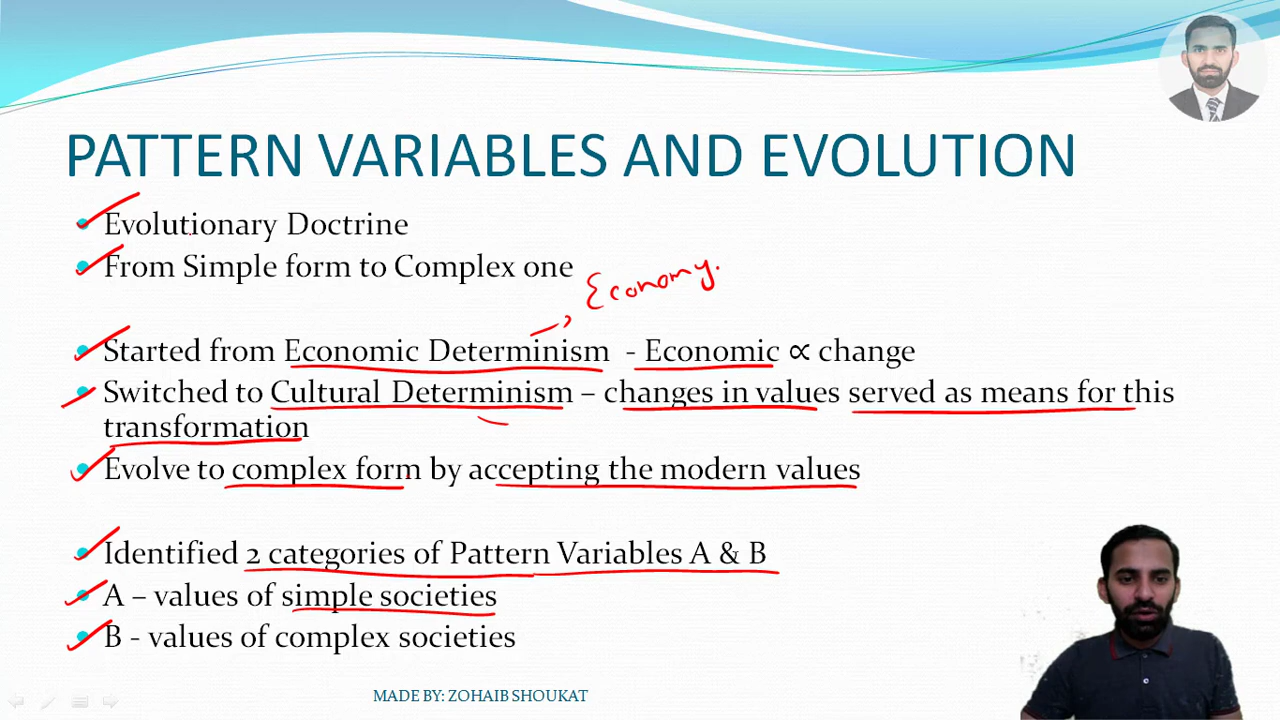 PATTERN VARIABLES AND EVOLUTION
Evolutionary Doctrine
From Simple form to Complex one
Economy.
Started from Economic Determinism - Economic ∝ change
Switched to Cultural Determinism – changes in values served as means for this
transformation
Evolve to complex form by accepting the modern values
Identified 2 categories of Pattern Variables A & B
A – values of simple societies
B - values of complex societies
MADE BY: ZOHAIB SHOUKAT